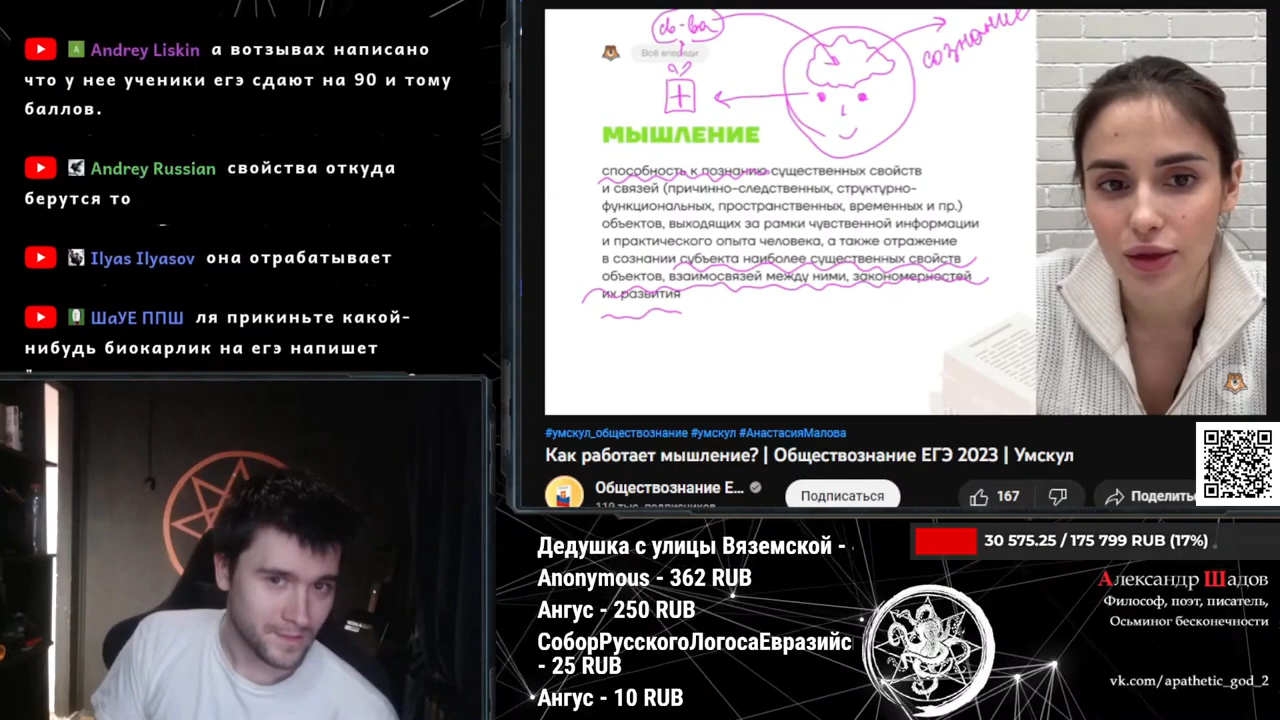 Andrey Liskin а вотзывах написано
что у нее ученики егэ сдают на 90 и тому
баллов.
Andrey Russian свойства откуда
берутся то
Ilyas Ilyasov она отрабатывает
ШаУЕ ППШ ля прикиньте какой-
нибудь биокарлик на егэ напишет
св-ва
сознание
Всё впереди
МЫШЛЕНИЕ
способность к познанию существенных свойств
и связей (причинно-следственных, структурно-
функциональных, пространственных, временных и пр.)
объектов, выходящих за рамки чувственной информации
и практического опыта человека, а также отражение
в сознании субъекта наиболее существенных свойств
объектов, взаимосвязей между ними, закономерностей
их развития
#умскул_обществознание #умскул #АнастасияМалова
Как работает мышление? | Обществознание ЕГЭ 2023 | Умскул
Обществознание Е...
Подписаться
167
Поделить
Дедушка с улицы Вяземской -
Anonymous - 362 RUB
Ангус - 250 RUB
СоборРусскогоЛогосаЕвразийс
- 25 RUB
Ангус - 10 RUB
30 575.25 / 175 799 RUB (17%)
Александр Шадов
Философ, поэт, писатель,
Осьминог бесконечности
vk.com/apathetic_god_2